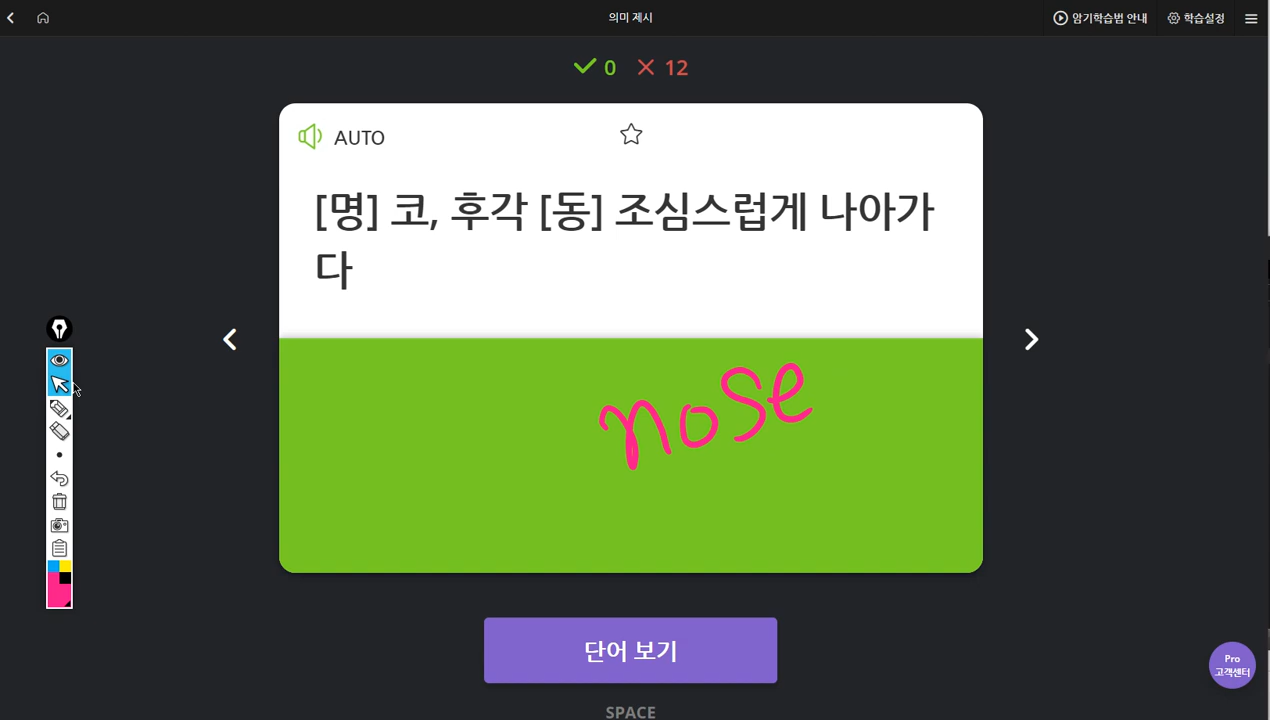 의미 제시
암기학습법 안내
학습설정
0
12
AUTO
[명] 코, 후각 [동] 조심스럽게 나아가
다
nose
단어 보기
SPACE
Pro
고객센터